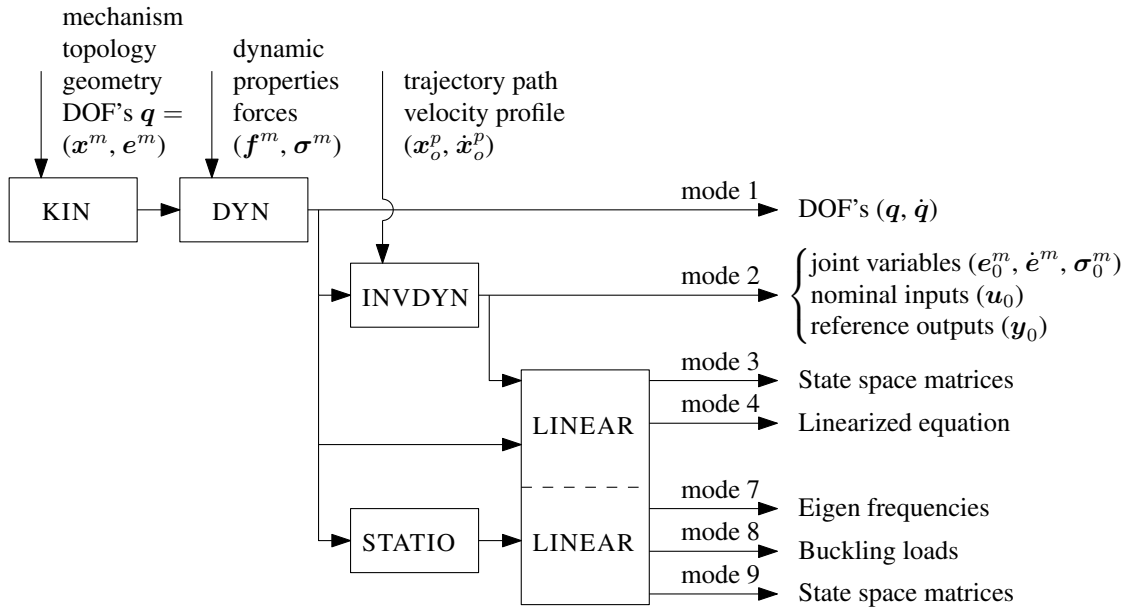 mechanism
topology
geometry
DOF's q =
(x^m, e^m)
dynamic
properties
forces
(f^m, σ^m)
trajectory path
velocity profile
(x_o^p, ẋ_o^p)
KIN
DYN
mode 1
DOF's (q, q̇)
INVDYN
mode 2
joint variables (e_0^m, ė^m, σ_0^m)
nominal inputs (u_0)
reference outputs (y_0)
mode 3
State space matrices
LINEAR
mode 4
Linearized equation
mode 7
Eigen frequencies
STATIO
LINEAR
mode 8
Buckling loads
mode 9
State space matrices